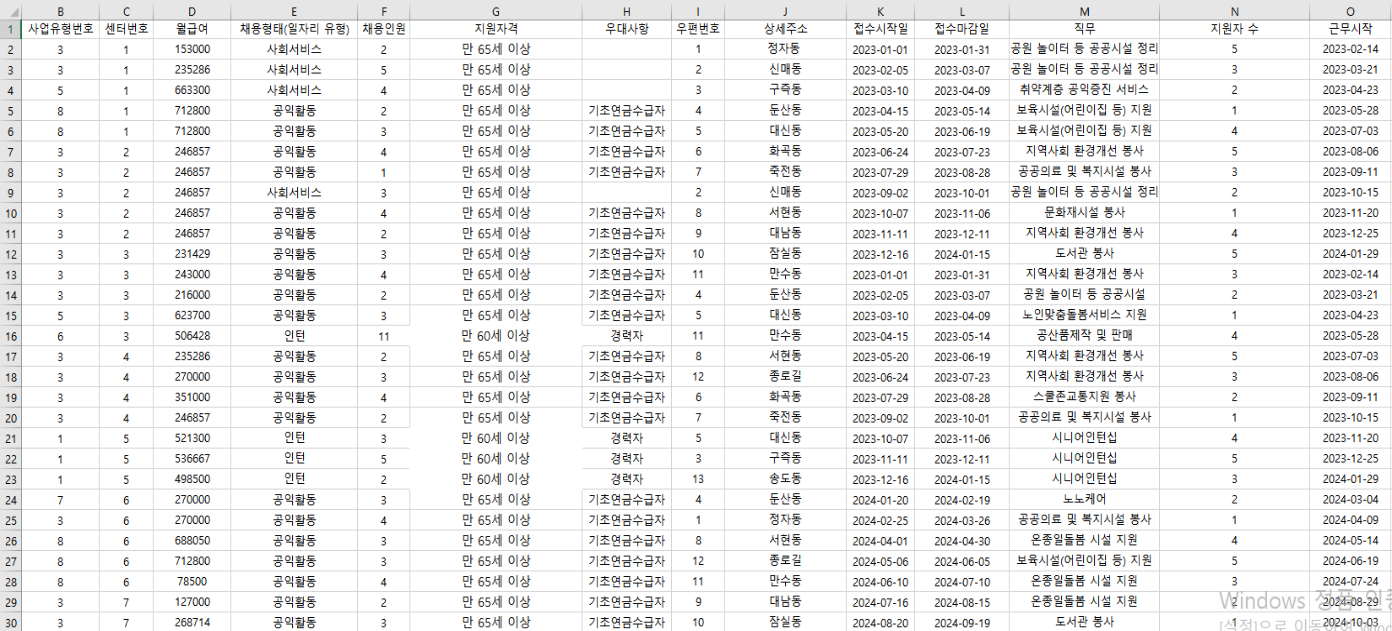 B C D E F G H I J K L M N O
1 사업유형번호 센터번호 월급여 채용형태(일자리 유형) 채용인원 지원자격 우대사항 우편번호 상세주소 접수시작일 접수마감일 직무 지원자 수 근무시작
2 3 1 153000 사회서비스 2 만 65세 이상 1 정자동 2023-01-01 2023-01-31 공원 놀이터 등 공공시설 정리 5 2023-02-14
3 3 1 235286 사회서비스 5 만 65세 이상 2 신매동 2023-02-05 2023-03-07 공원 놀이터 등 공공시설 정리 3 2023-03-21
4 5 1 663300 사회서비스 4 만 65세 이상 3 구즉동 2023-03-10 2023-04-09 취약계층 공익증진 서비스 2 2023-04-23
5 8 1 712800 공익활동 2 만 65세 이상 기초연금수급자 4 둔산동 2023-04-15 2023-05-14 보육시설(어린이집 등) 지원 1 2023-05-28
6 8 1 712800 공익활동 3 만 65세 이상 기초연금수급자 5 대신동 2023-05-20 2023-06-19 보육시설(어린이집 등) 지원 4 2023-07-03
7 3 2 246857 공익활동 4 만 65세 이상 기초연금수급자 6 화곡동 2023-06-24 2023-07-23 지역사회 환경개선 봉사 5 2023-08-06
8 3 2 246857 공익활동 1 만 65세 이상 기초연금수급자 7 죽전동 2023-07-29 2023-08-28 공공의료 및 복지시설 봉사 3 2023-09-11
9 3 2 246857 사회서비스 3 만 65세 이상 2 신매동 2023-09-02 2023-10-01 공원 놀이터 등 공공시설 정리 2 2023-10-15
10 3 2 246857 공익활동 4 만 65세 이상 기초연금수급자 8 서현동 2023-10-07 2023-11-06 문화재시설 봉사 1 2023-11-20
11 3 2 246857 공익활동 2 만 65세 이상 기초연금수급자 9 대남동 2023-11-11 2023-12-11 지역사회 환경개선 봉사 4 2023-12-25
12 3 3 231429 공익활동 3 만 65세 이상 기초연금수급자 10 잠실동 2023-12-16 2024-01-15 도서관 봉사 5 2024-01-29
13 3 3 243000 공익활동 4 만 65세 이상 기초연금수급자 11 만수동 2023-01-01 2023-01-31 지역사회 환경개선 봉사 3 2023-02-14
14 3 3 216000 공익활동 2 만 65세 이상 기초연금수급자 4 둔산동 2023-02-05 2023-03-07 공원 놀이터 등 공공시설 2 2023-03-21
15 5 3 623700 공익활동 3 만 65세 이상 기초연금수급자 5 대신동 2023-03-10 2023-04-09 노인맞춤돌봄서비스 지원 1 2023-04-23
16 6 3 506428 인턴 11 만 60세 이상 경력자 11 만수동 2023-04-15 2023-05-14 공산품제작 및 판매 4 2023-05-28
17 3 4 235286 공익활동 2 만 65세 이상 기초연금수급자 8 서현동 2023-05-20 2023-06-19 지역사회 환경개선 봉사 5 2023-07-03
18 3 4 270000 공익활동 3 만 65세 이상 기초연금수급자 12 종로길 2023-06-24 2023-07-23 지역사회 환경개선 봉사 3 2023-08-06
19 3 4 351000 공익활동 3 만 65세 이상 기초연금수급자 6 화곡동 2023-07-29 2023-08-28 스쿨존교통지원 봉사 2 2023-09-11
20 3 4 246857 공익활동 2 만 65세 이상 기초연금수급자 7 죽전동 2023-09-02 2023-10-01 공공의료 및 복지시설 봉사 1 2023-10-15
21 1 5 521300 인턴 3 만 60세 이상 경력자 5 대신동 2023-10-07 2023-11-06 시니어인턴십 4 2023-11-20
22 1 5 536667 인턴 5 만 60세 이상 경력자 3 구즉동 2023-11-11 2023-12-11 시니어인턴십 5 2023-12-25
23 1 5 498500 인턴 2 만 60세 이상 경력자 13 송도동 2023-12-16 2024-01-15 시니어인턴십 3 2024-01-29
24 7 6 270000 공익활동 3 만 65세 이상 기초연금수급자 4 둔산동 2024-01-20 2024-02-19 노노케어 2 2024-03-04
25 3 6 270000 공익활동 4 만 65세 이상 기초연금수급자 1 정자동 2024-02-25 2024-03-26 공공의료 및 복지시설 봉사 1 2024-04-09
26 8 6 688050 공익활동 3 만 65세 이상 기초연금수급자 8 서현동 2024-04-01 2024-04-30 온종일돌봄 시설 지원 4 2024-05-14
27 8 6 712800 공익활동 3 만 65세 이상 기초연금수급자 12 종로길 2024-05-06 2024-06-05 보육시설(어린이집 등) 지원 5 2024-06-19
28 8 6 78500 공익활동 4 만 65세 이상 기초연금수급자 11 만수동 2024-06-10 2024-07-10 온종일돌봄 시설 지원 3 2024-07-24
29 3 7 127000 공익활동 2 만 65세 이상 기초연금수급자 9 대남동 2024-07-16 2024-08-15 온종일돌봄 시설 지원 2 2024-08-29
30 3 7 268714 공익활동 3 만 65세 이상 기초연금수급자 10 잠실동 2024-08-20 2024-09-19 도서관 봉사 1 2024-10-03
Windows 정품 인증
[설정]으로 이동하여 Wind